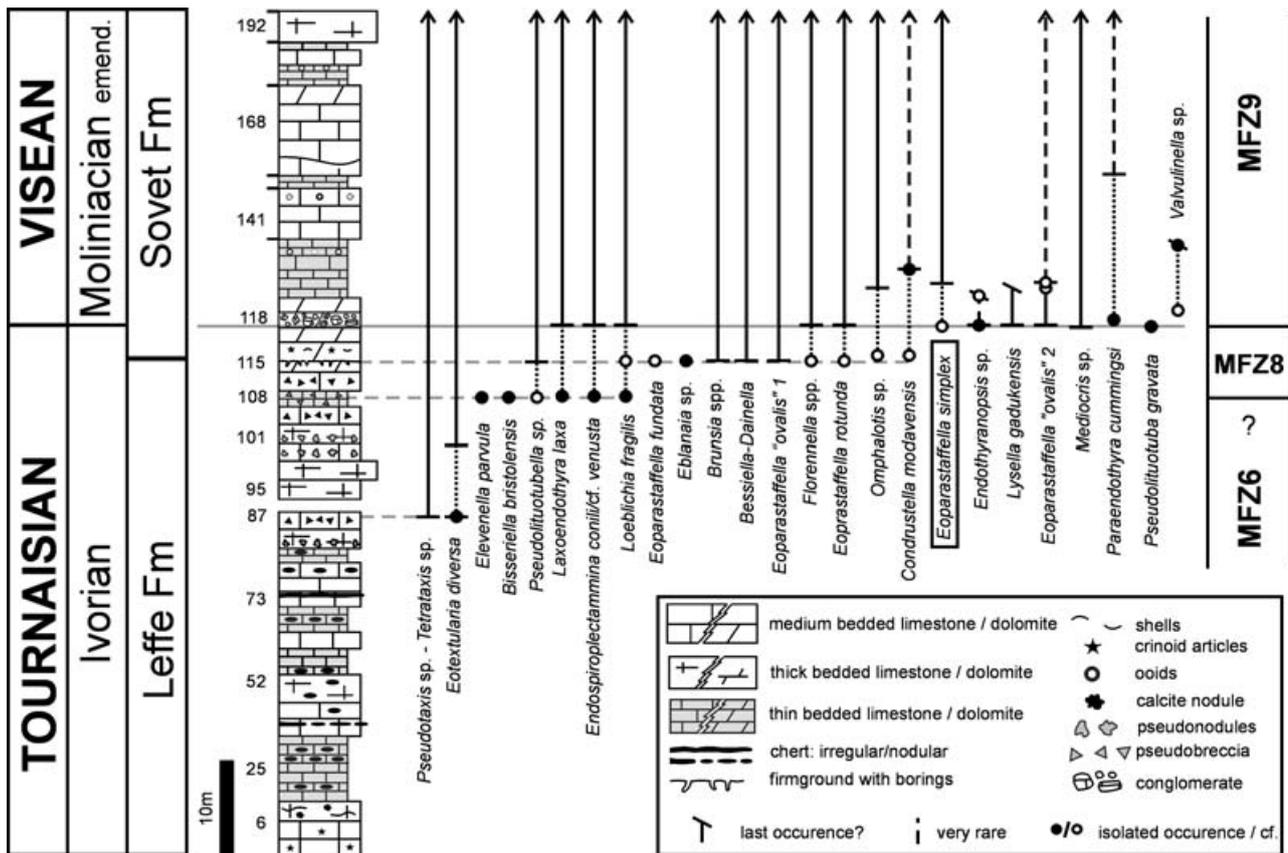 VISEAN
TOURNAISIAN
Moliniacian emend.
Ivorian
Sovet Fm
Leffe Fm
192
168
141
118
115
108
101
95
87
73
52
25
6
10m
Pseudotaxis sp. - Tetrataxis sp.
Eotextularia diversa
Elevenella parvula
Bisseriella bristolensis
Pseudolituotubella sp.
Laxoendothyra laxa
Endospiroplectammina conili/cf. venusta
Loeblichia fragilis
Eoparastaffella fundata
Eblanaia sp.
Brunsia spp.
Bessiella-Dainella
Eoparastaffella "ovalis" 1
Florennella spp.
Eoprastaffella rotunda
Omphalotis sp.
Condrustella modavensis
Eoparastaffella simplex
Endothyranopsis sp.
Lysella gadukensis
Eoparastaffella "ovalis" 2
Mediocris sp.
Paraendothyra cummingsi
Pseudolituotuba gravata
Valvulinella sp.
MFZ9
MFZ8
?
MFZ6
medium bedded limestone / dolomite
thick bedded limestone / dolomite
thin bedded limestone / dolomite
chert: irregular/nodular
firmground with borings
shells
crinoid articles
ooids
calcite nodule
pseudonodules
pseudobreccia
conglomerate
last occurence?
very rare
isolated occurence / cf.